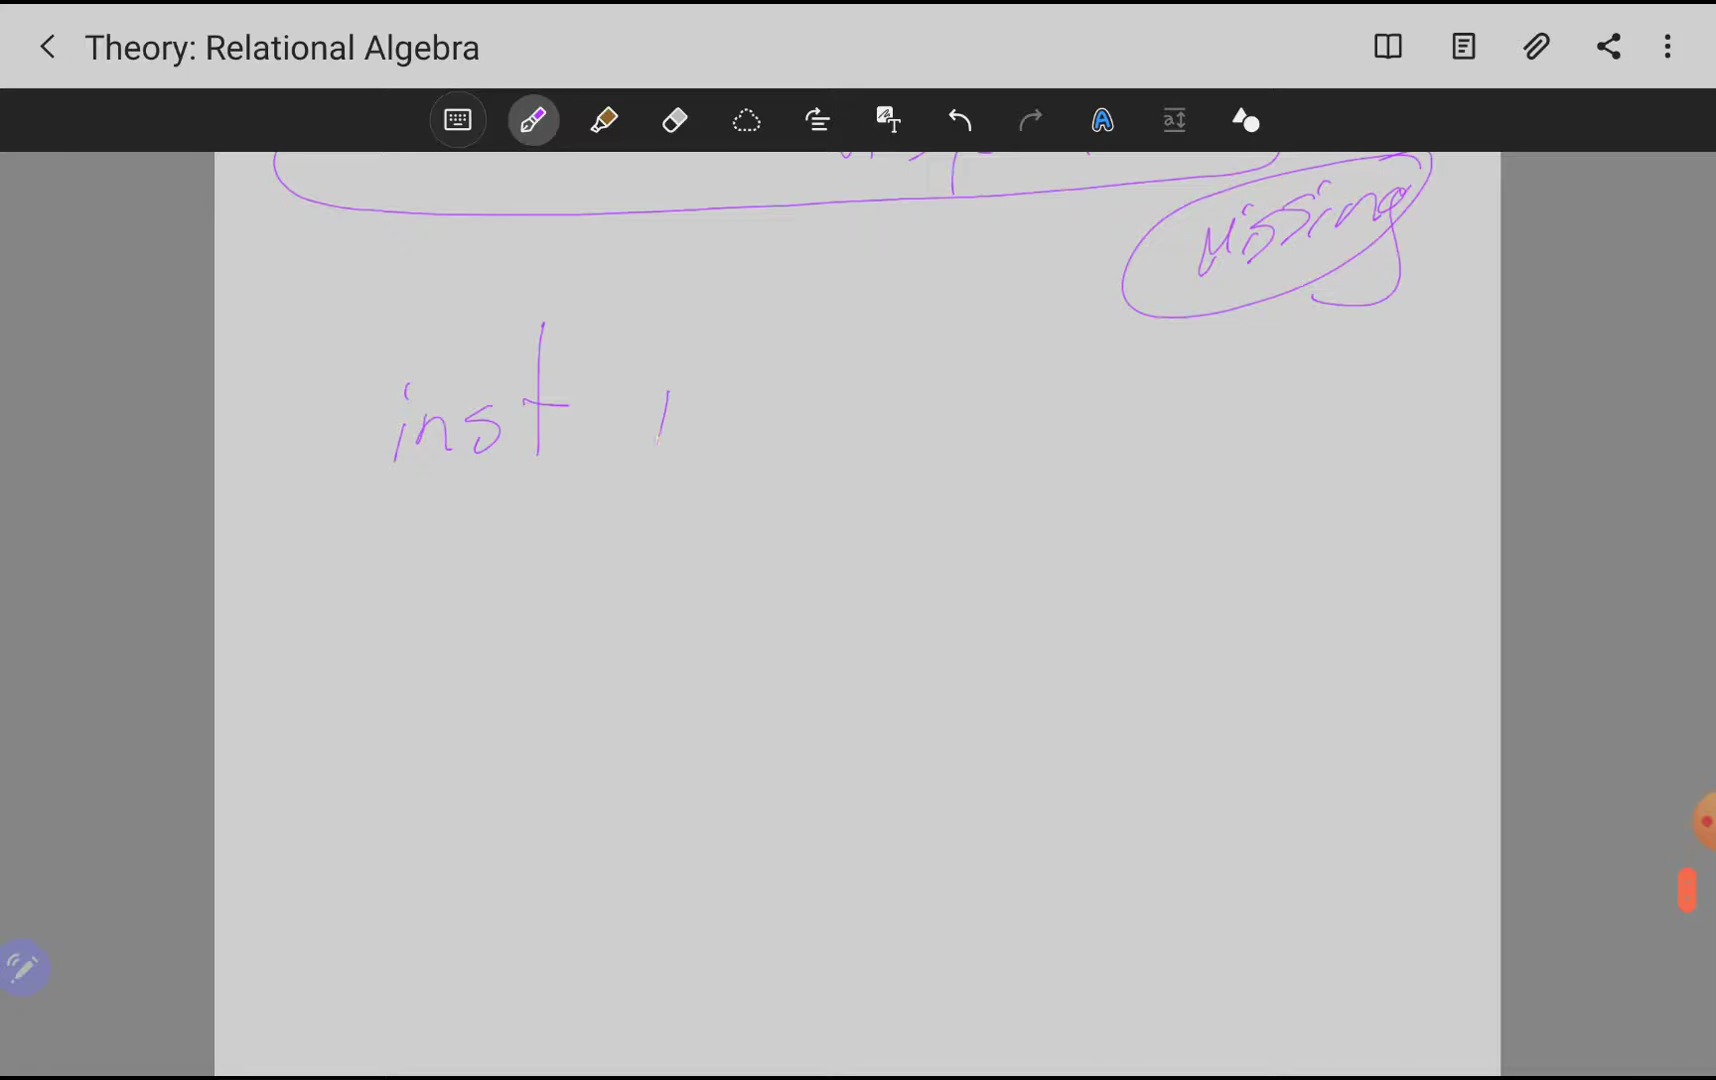 Theory: Relational Algebra
Missing
inst